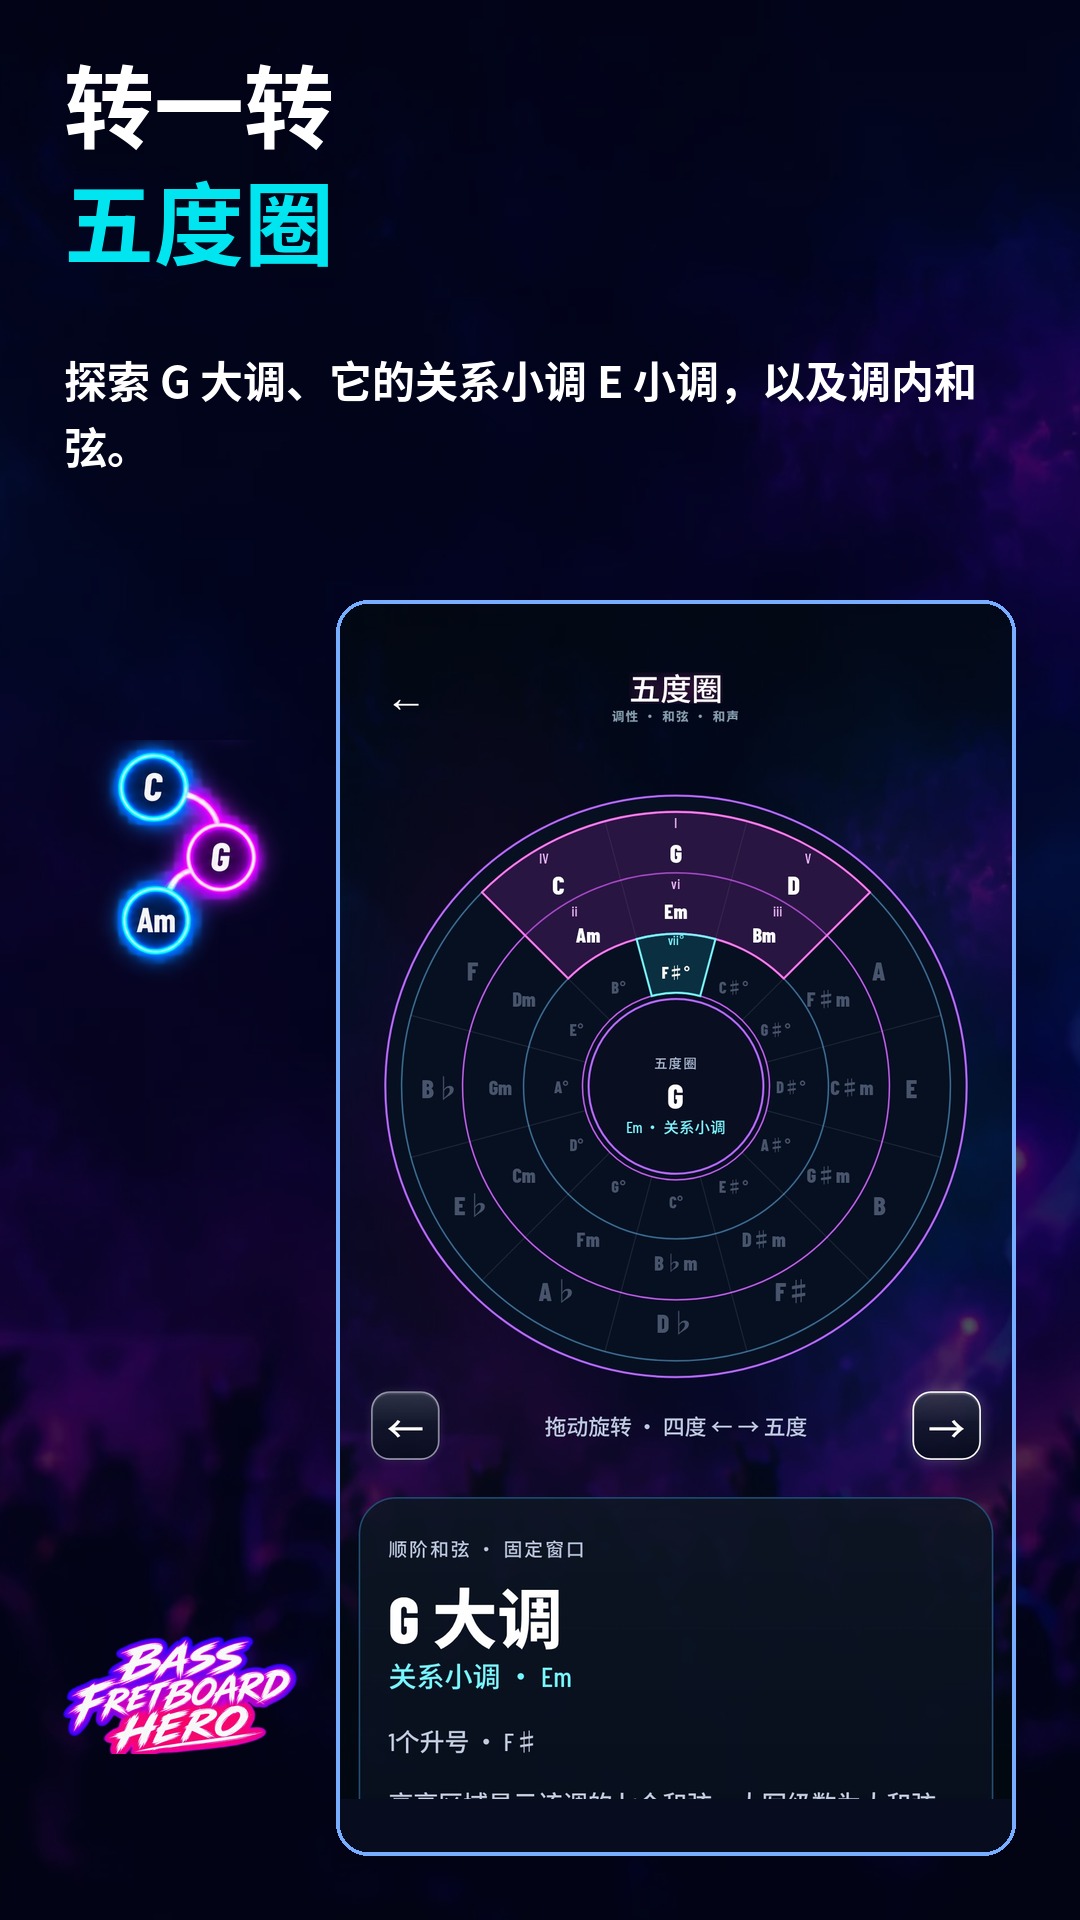 转一转
五度圈
探索 G 大调、它的关系小调 E 小调，以及调内和
弦。
←
五度圈
调性 • 和弦 • 和声
C
G
Am
I
IV
G
V
C
D
vi
ii
Em
iii
Am
Bm
vii°
F♯°
F
Dm
B°
C♯°
F♯m
A
E°
G♯°
B♭
Gm
A°
D♯°
C♯m
E
五度圈
G
Em • 关系小调
D°
A♯°
Cm
G°
E♯°
G♯m
E♭
C°
B
Fm
D♯m
B♭m
A♭
F♯
D♭
←
拖动旋转 • 四度 ← → 五度
→
顺阶和弦 • 固定窗口
G 大调
关系小调 • Em
1个升号 • F♯
BASS
FRETBOARD
HERO